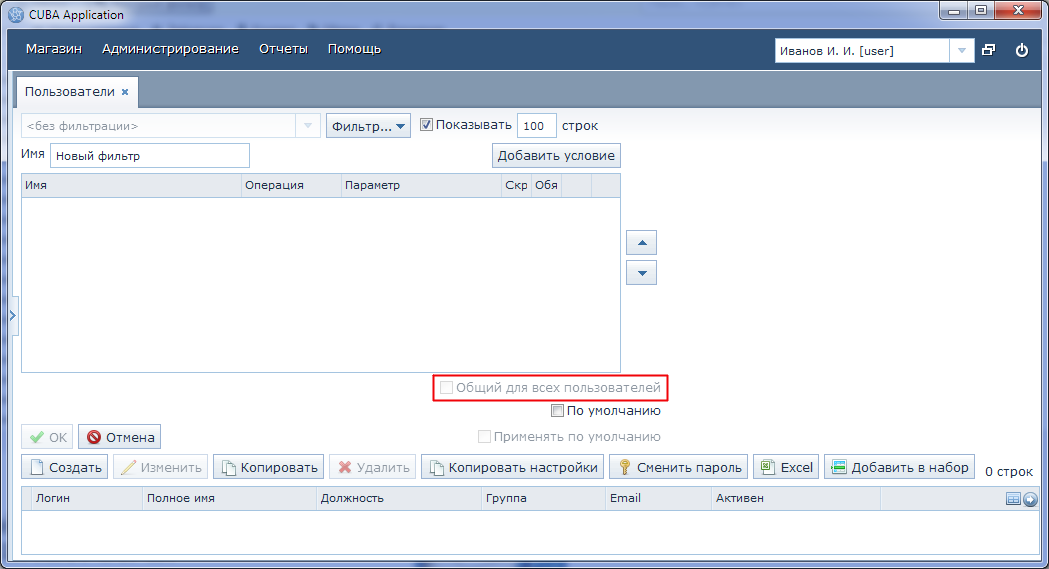 CUBA Application
Магазин Администрирование Отчеты Помощь Иванов И. И. [user]
Пользователи ×
<без фильтрации> Фильтр... Показывать 100 строк
Имя Новый фильтр Добавить условие
Имя Операция Параметр Скр Обя
Общий для всех пользователей
По умолчанию
OK Отмена Применять по умолчанию
Создать Изменить Копировать Удалить Копировать настройки Сменить пароль Excel Добавить в набор 0 строк
Логин Полное имя Должность Группа Email Активен